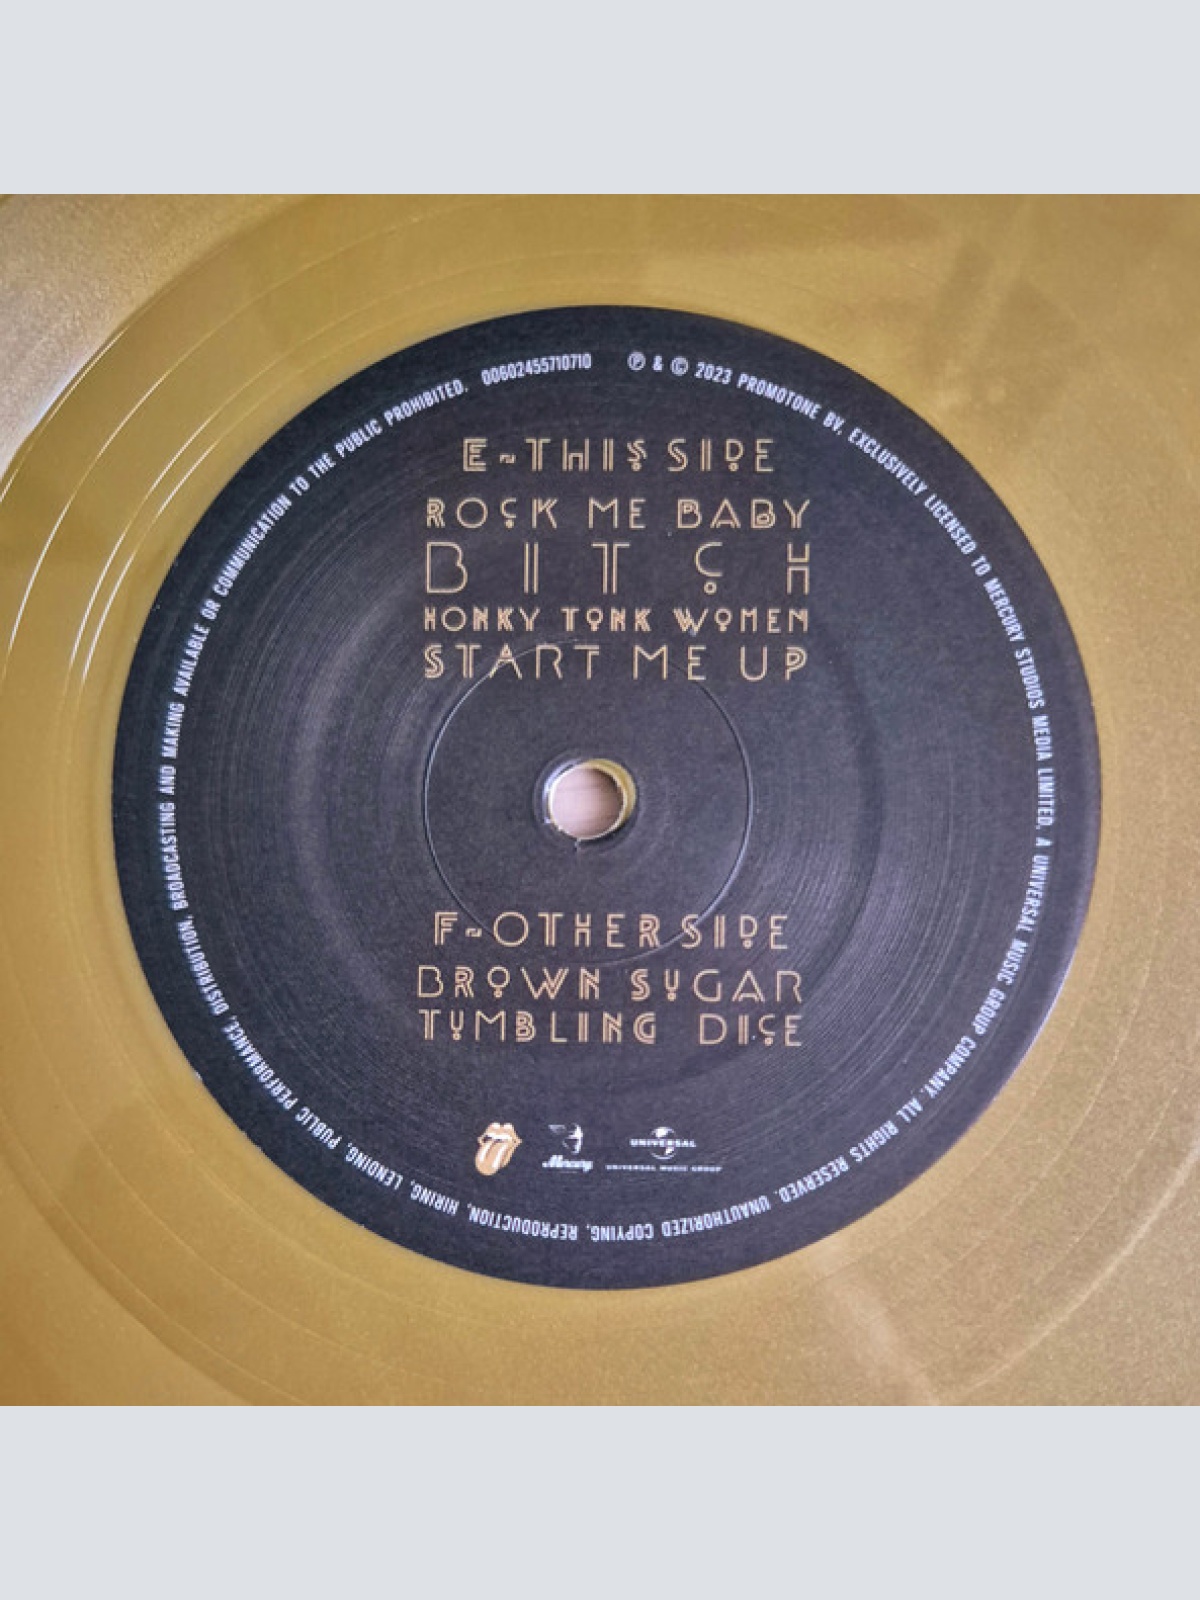 ℗ & © 2023 PROMOTONE BV, EXCLUSIVELY LICENSED TO MERCURY STUDIOS MEDIA LIMITED. A UNIVERSAL MUSIC GROUP COMPANY. ALL RIGHTS RESERVED. UNAUTHORIZED COPYING, REPRODUCTION, HIRING, LENDING, PUBLIC PERFORMANCE, DISTRIBUTION, BROADCASTING AND MAKING AVAILABLE OR COMMUNICATION TO THE PUBLIC PROHIBITED. 00602455710710
E~THIS SIDE
ROCK ME BABY
BITCH
HONKY TONK WOMEN
START ME UP
F~OTHER SIDE
BROWN SUGAR
TUMBLING DICE
Mercury
UNIVERSAL
UNIVERSAL MUSIC GROUP